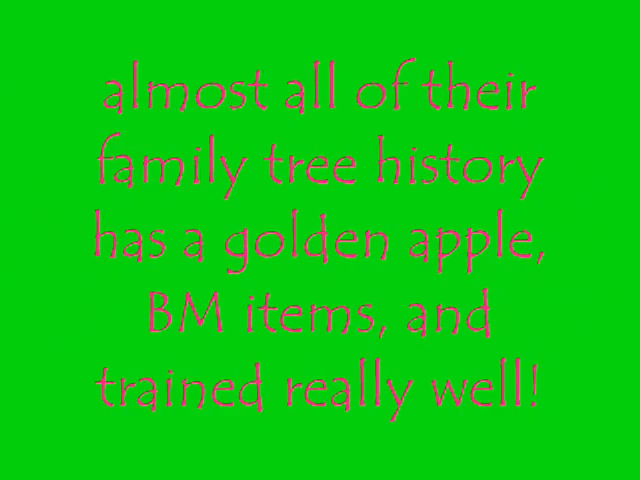 almost all of their
family tree history
has a golden apple,
BM items, and
trained really well!